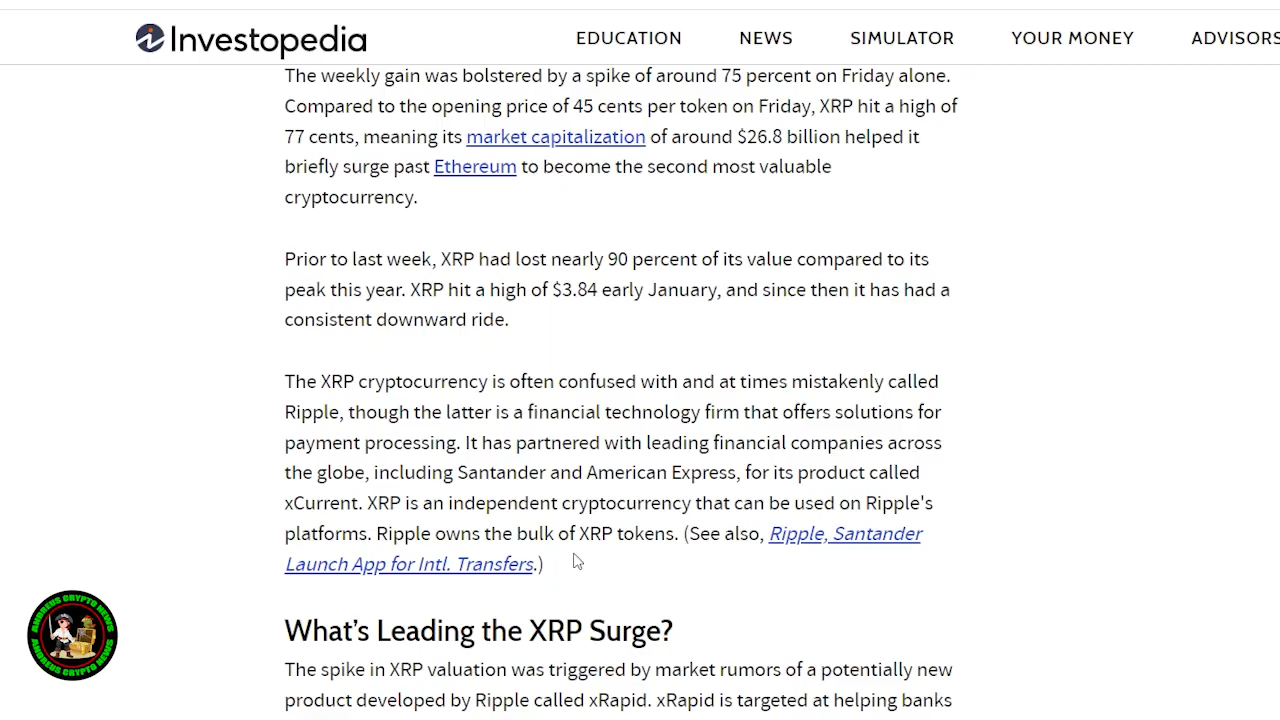 Investopedia
EDUCATION NEWS SIMULATOR YOUR MONEY ADVISORS
The weekly gain was bolstered by a spike of around 75 percent on Friday alone.
Compared to the opening price of 45 cents per token on Friday, XRP hit a high of
77 cents, meaning its market capitalization of around $26.8 billion helped it
briefly surge past Ethereum to become the second most valuable
cryptocurrency.
Prior to last week, XRP had lost nearly 90 percent of its value compared to its
peak this year. XRP hit a high of $3.84 early January, and since then it has had a
consistent downward ride.
The XRP cryptocurrency is often confused with and at times mistakenly called
Ripple, though the latter is a financial technology firm that offers solutions for
payment processing. It has partnered with leading financial companies across
the globe, including Santander and American Express, for its product called
xCurrent. XRP is an independent cryptocurrency that can be used on Ripple's
platforms. Ripple owns the bulk of XRP tokens. (See also, Ripple, Santander
Launch App for Intl. Transfers.)
ANDREUS CRYPTO NEWS
ANDREUS CRYPTO NEWS
What's Leading the XRP Surge?
The spike in XRP valuation was triggered by market rumors of a potentially new
product developed by Ripple called xRapid. xRapid is targeted at helping banks